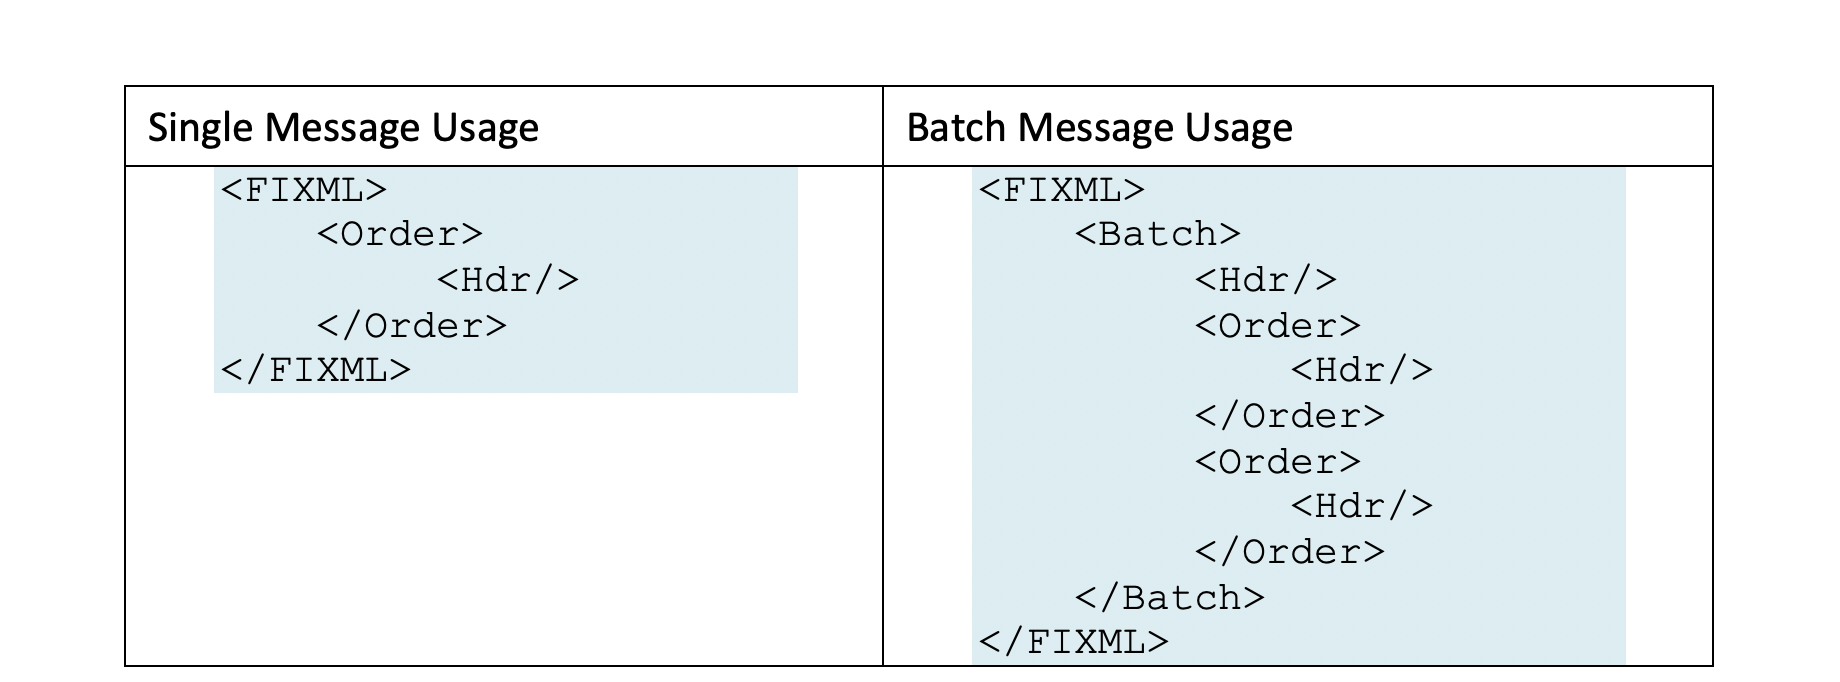 Single Message Usage
<FIXML>
<Order>
<Hdr/>
</Order>
</FIXML>
Batch Message Usage
<FIXML>
<Batch>
<Hdr/>
<Order>
<Hdr/>
</Order>
<Order>
<Hdr/>
</Order>
</Batch>
</FIXML>